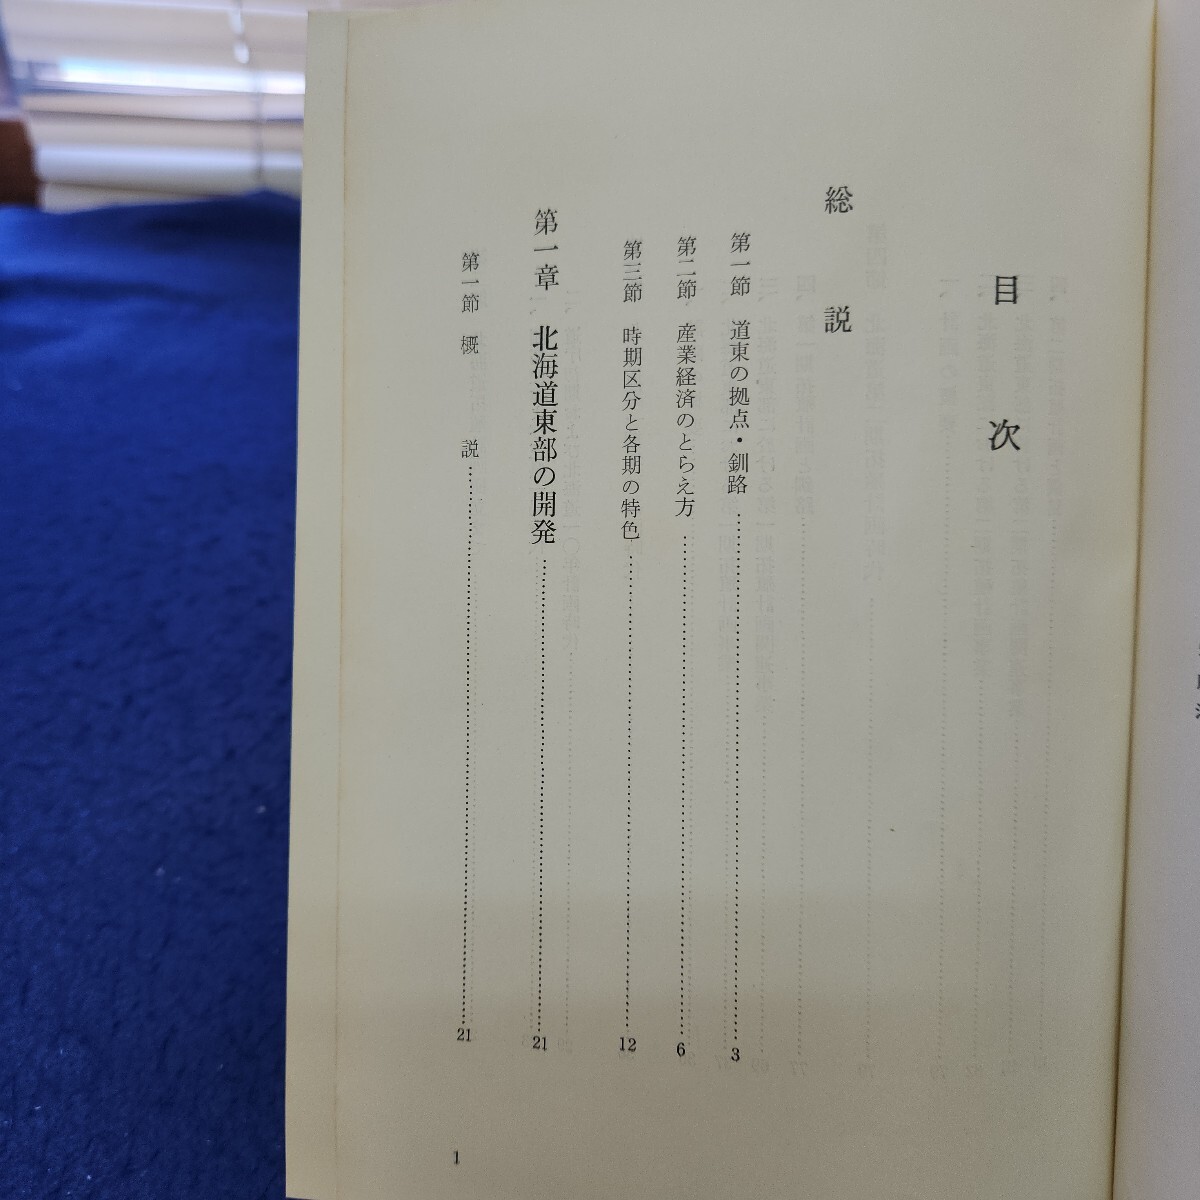 目次
総説
第一節 道東の拠点・釧路……3
第二節 産業経済のとらえ方……6
第三節 時期区分と各期の特色……12
第一章 北海道東部の開発……21
第一節 概説……21
1